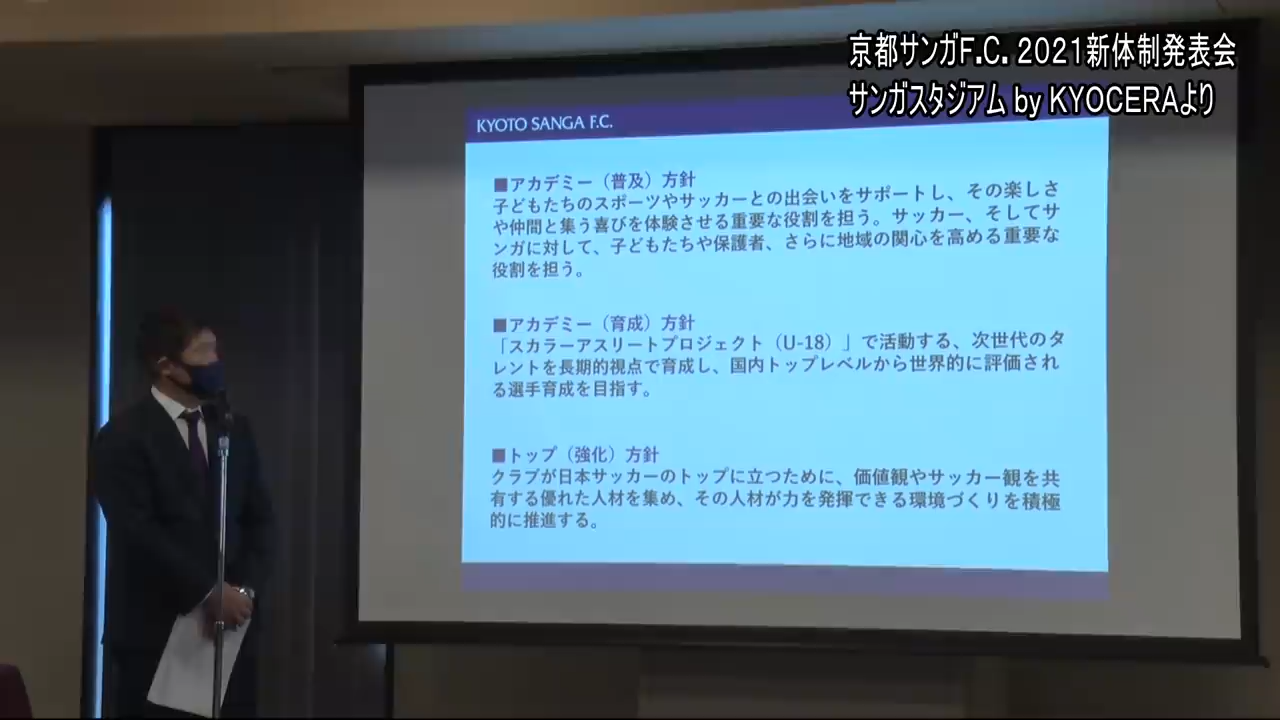 京都サンガF.C. 2021新体制発表会
サンガスタジアム by KYOCERAより
KYOTO SANGA F.C.
■アカデミー（普及）方針
子どもたちのスポーツやサッカーとの出会いをサポートし、その楽しさ
や仲間と集う喜びを体験させる重要な役割を担う。サッカー、そしてサ
ンガに対して、子どもたちや保護者、さらに地域の関心を高める重要な
役割を担う。
■アカデミー（育成）方針
「スカラーアスリートプロジェクト（U-18）」で活動する、次世代のタ
レントを長期的視点で育成し、国内トップレベルから世界的に評価され
る選手育成を目指す。
■トップ（強化）方針
クラブが日本サッカーのトップに立つために、価値観やサッカー観を共
有する優れた人材を集め、その人材が力を発揮できる環境づくりを積極
的に推進する。